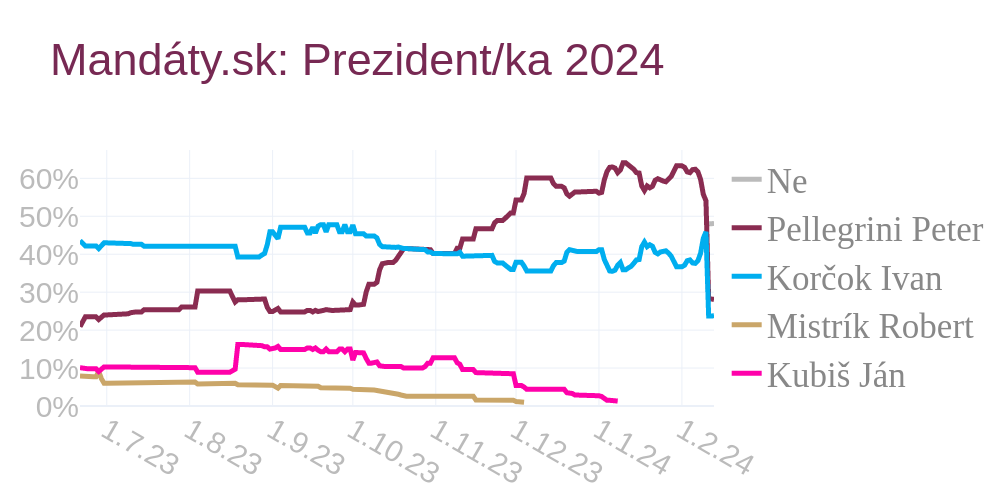 Mandáty.sk: Prezident/ka 2024
60%
50%
40%
30%
20%
10%
0%
1.7.23
1.8.23
1.9.23
1.10.23
1.11.23
1.12.23
1.1.24
1.2.24
Ne
Pellegrini Peter
Korčok Ivan
Mistrík Robert
Kubiš Ján